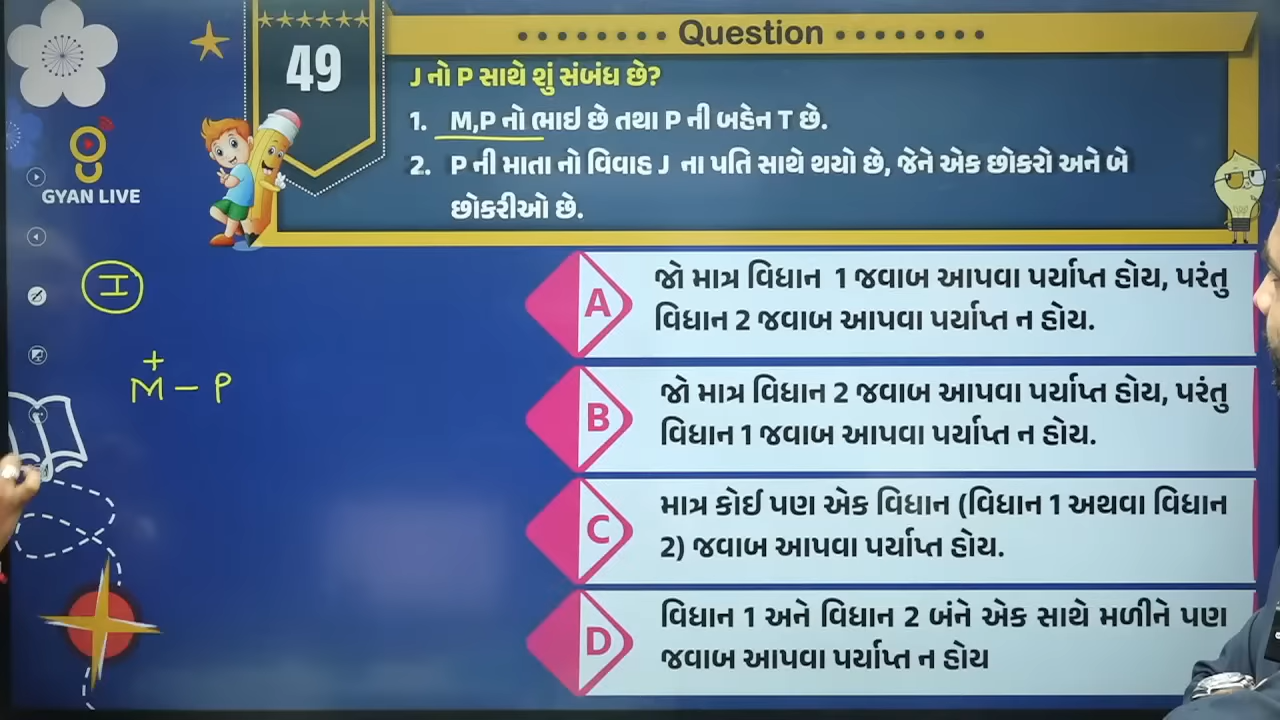 Question
49
J નો P સાથે શું સંબંધ છે?
1. M,P નો ભાઈ છે તથા P ની બહેન T છે.
2. P ની માતા નો વિવાહ J ના પતિ સાથે થયો છે, જેને એક છોકરો અને બે
છોકરીઓ છે.
GYAN LIVE
I
+
M – P
A
જો માત્ર વિધાન 1 જવાબ આપવા પર્યાપ્ત હોય, પરંતુ
વિધાન 2 જવાબ આપવા પર્યાપ્ત ન હોય.
B
જો માત્ર વિધાન 2 જવાબ આપવા પર્યાપ્ત હોય, પરંતુ
વિધાન 1 જવાબ આપવા પર્યાપ્ત ન હોય.
C
માત્ર કોઈ પણ એક વિધાન (વિધાન 1 અથવા વિધાન
2) જવાબ આપવા પર્યાપ્ત હોય.
D
વિધાન 1 અને વિધાન 2 બંને એક સાથે મળીને પણ
જવાબ આપવા પર્યાપ્ત ન હોય